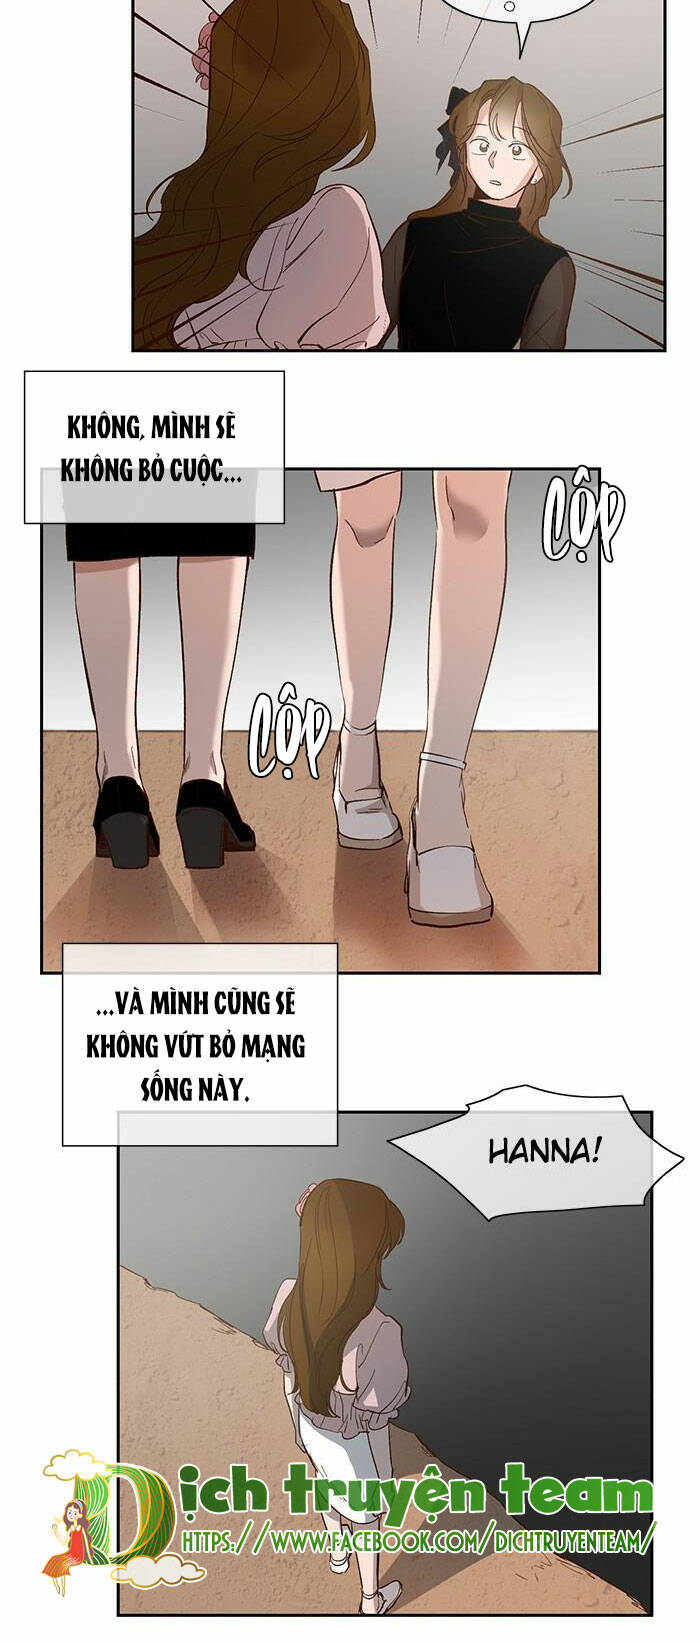 KHÔNG, MÌNH SẼ
KHÔNG BỎ CUỘC...
CỘP
CỘP
...VÀ MÌNH CŨNG SẼ
KHÔNG VỨT BỎ MẠNG
SỐNG NÀY.
HANNA!
Dịch truyện team
HTTPS://WWW.FACEBOOK.COM/DICHTRUYENTEAM/